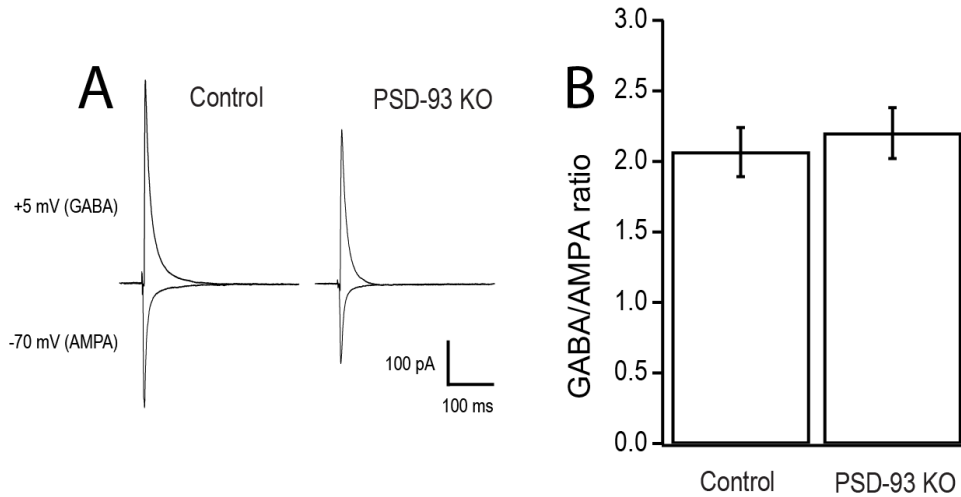 A
Control
PSD-93 KO
+5 mV (GABA)
-70 mV (AMPA)
100 pA
100 ms
B
GABA/AMPA ratio
3.0
2.5
2.0
1.5
1.0
0.5
0.0
Control
PSD-93 KO